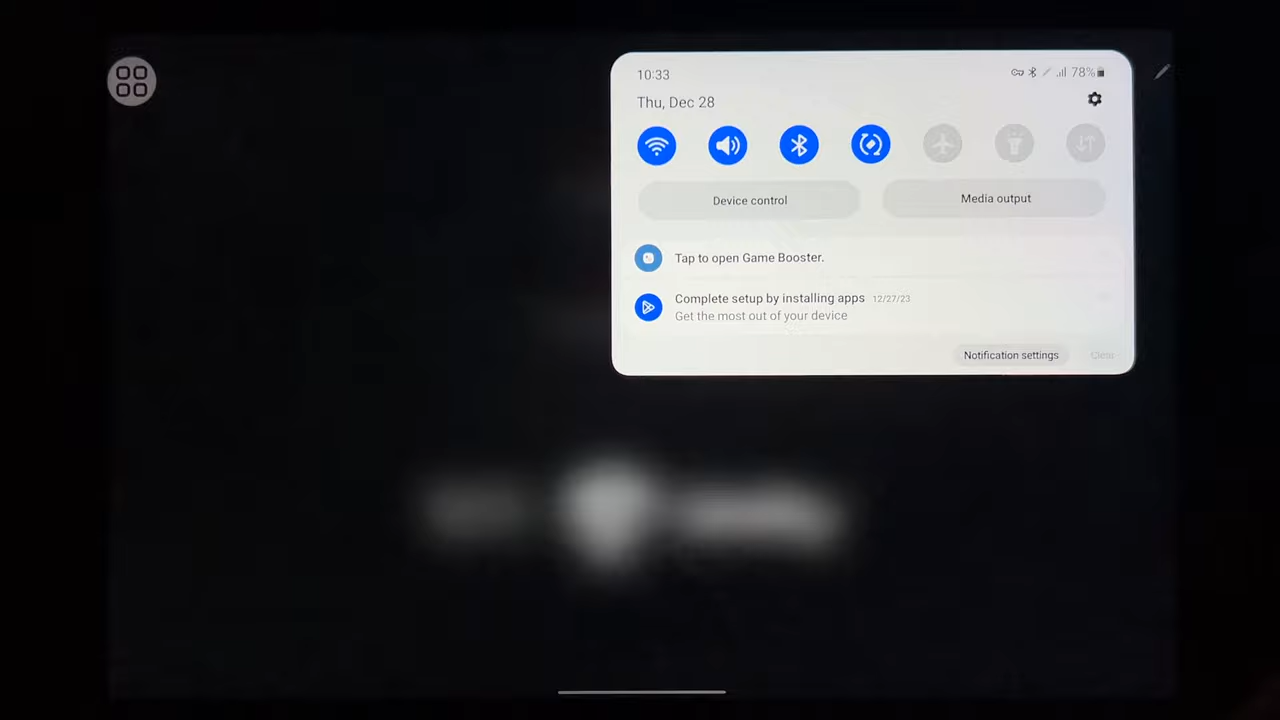 10:33
78%
Thu, Dec 28
Device control
Media output
Tap to open Game Booster.
Complete setup by installing apps 12/27/23
Get the most out of your device
Notification settings
Clear